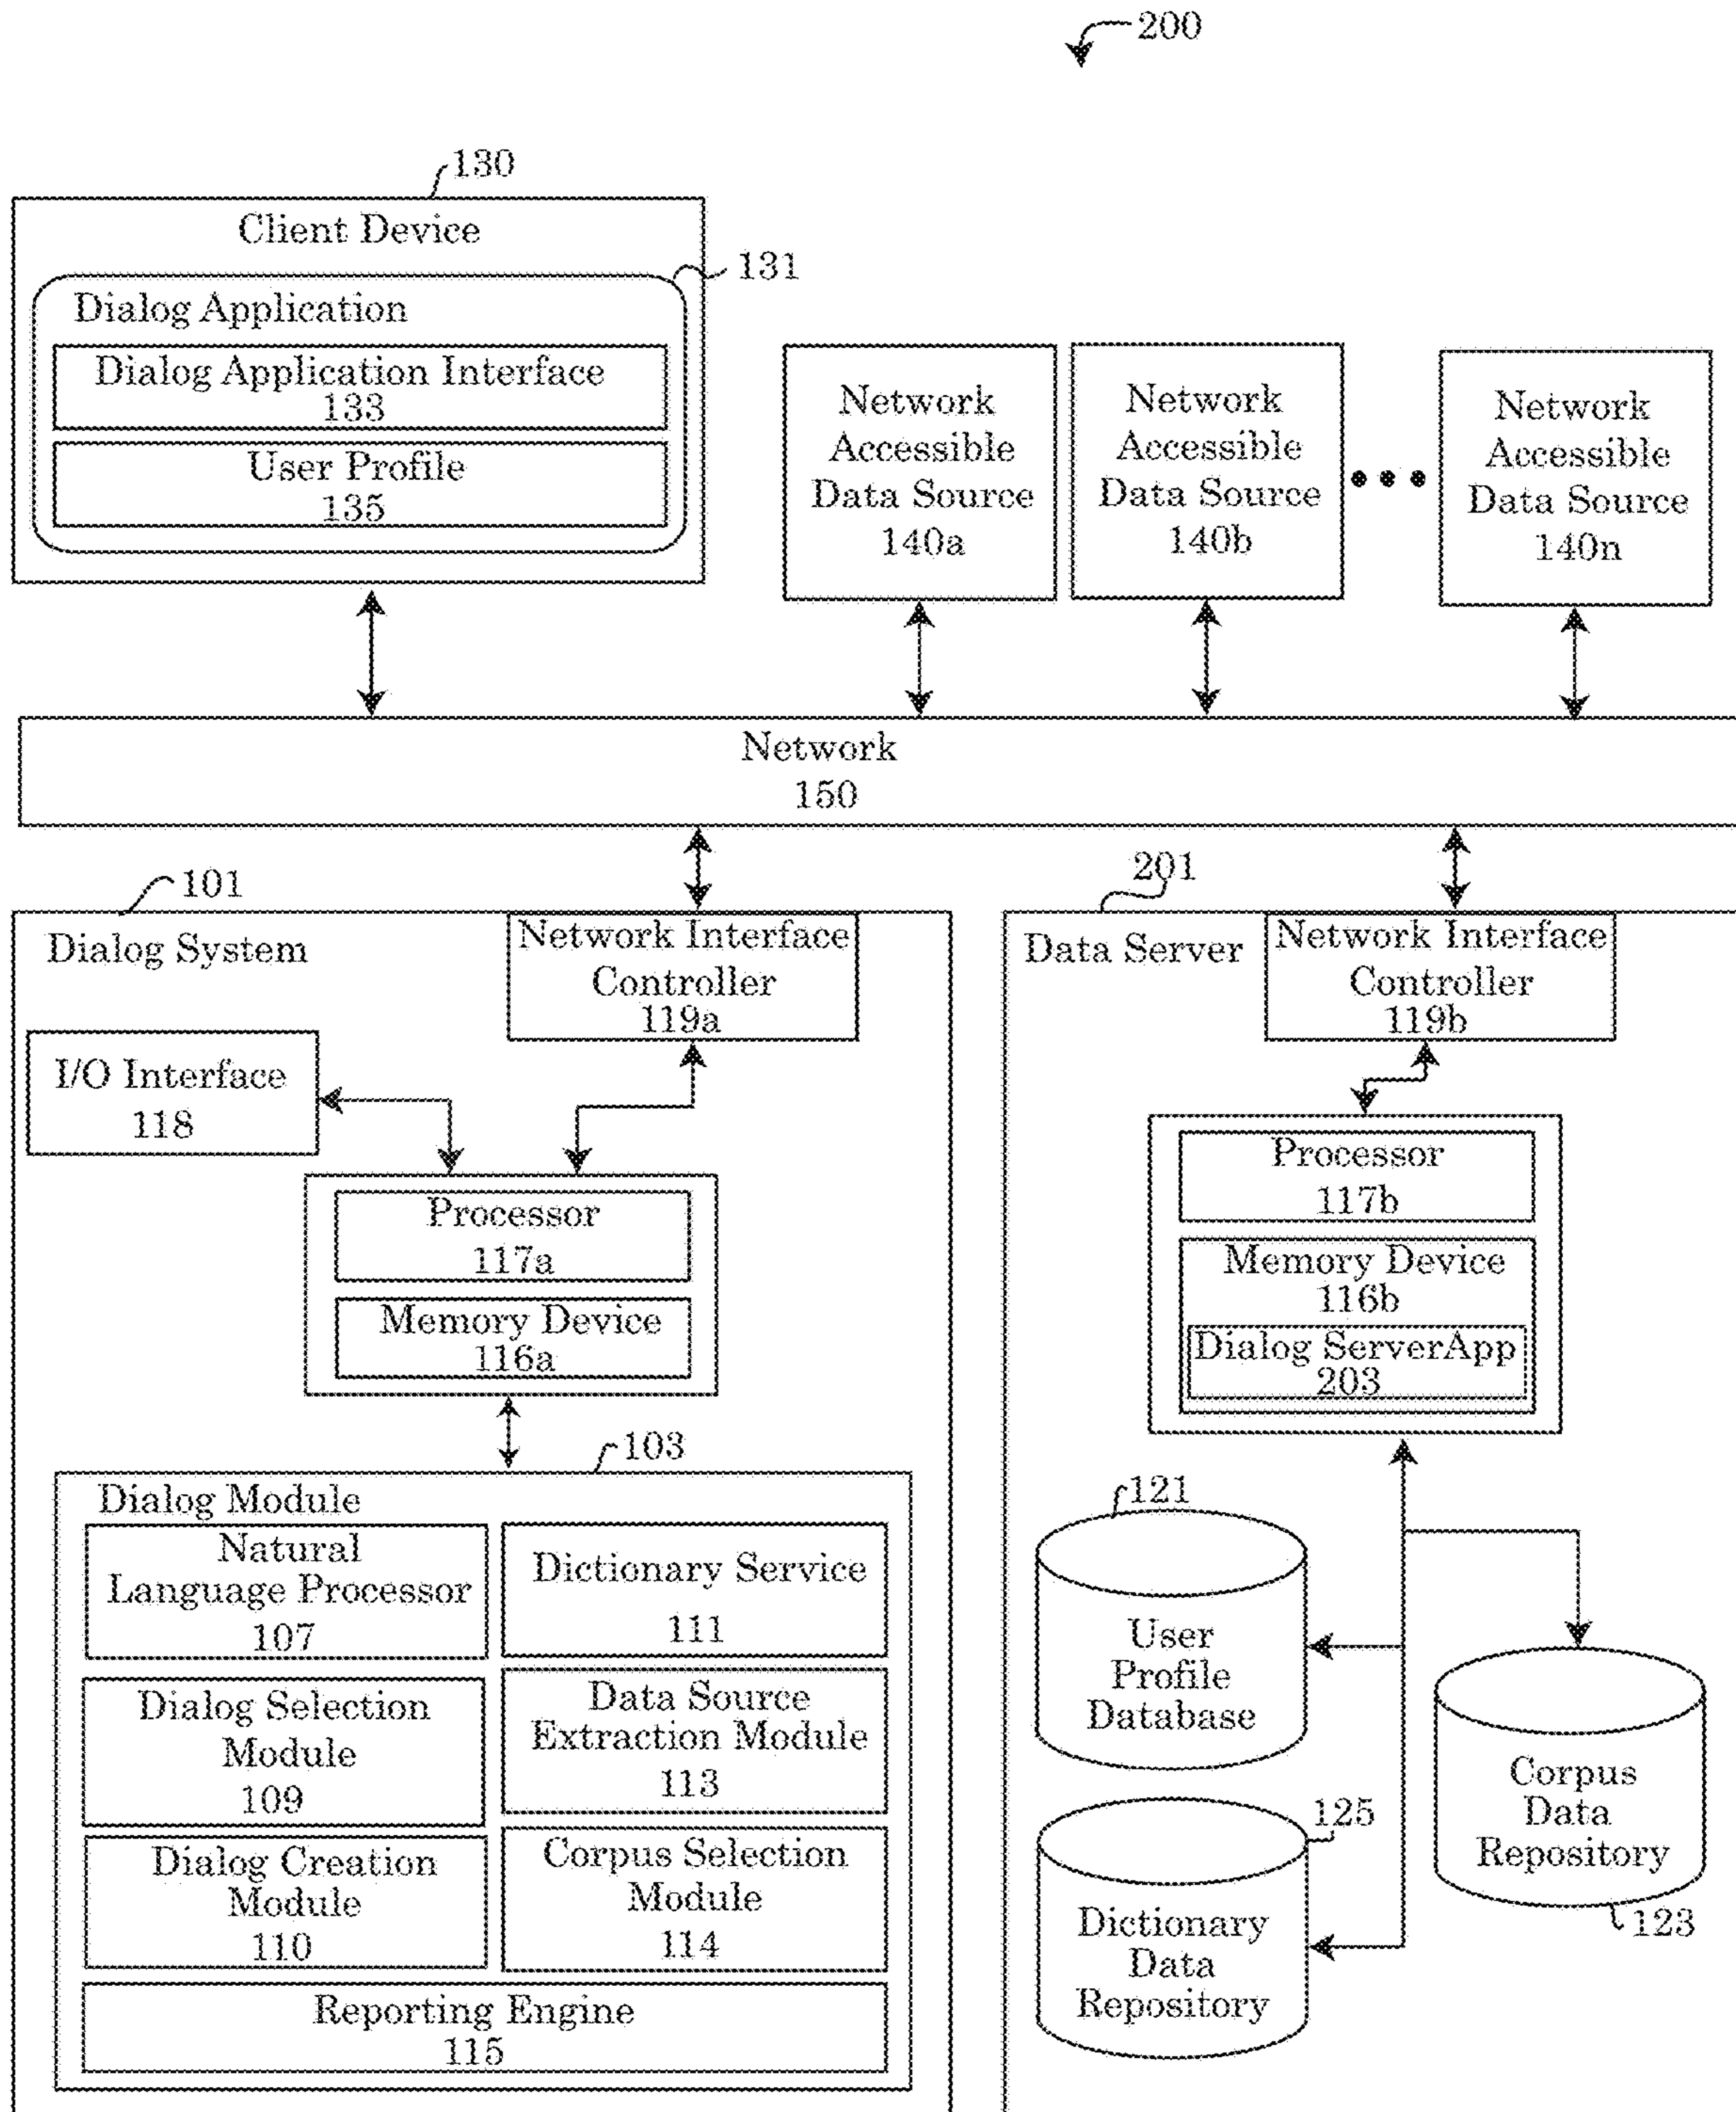 200
130
Client Device
131
Dialog Application
Dialog Application Interface
133
User Profile
135
Network
Accessible
Data Source
140a
Network
Accessible
Data Source
140b
Network
Accessible
Data Source
140n
Network
150
101
Dialog System
Network Interface
Controller
119a
I/O Interface
118
Processor
117a
Memory Device
116a
103
Dialog Module
Natural
Language Processor
107
Dictionary Service
111
Dialog Selection
Module
109
Data Source
Extraction Module
113
Dialog Creation
Module
110
Corpus Selection
Module
114
Reporting Engine
115
201
Data Server
Network Interface
Controller
119b
Processor
117b
Memory Device
116b
Dialog ServerApp
203
121
User
Profile
Database
125
Dictionary
Data
Repository
Corpus
Data
Repository
123